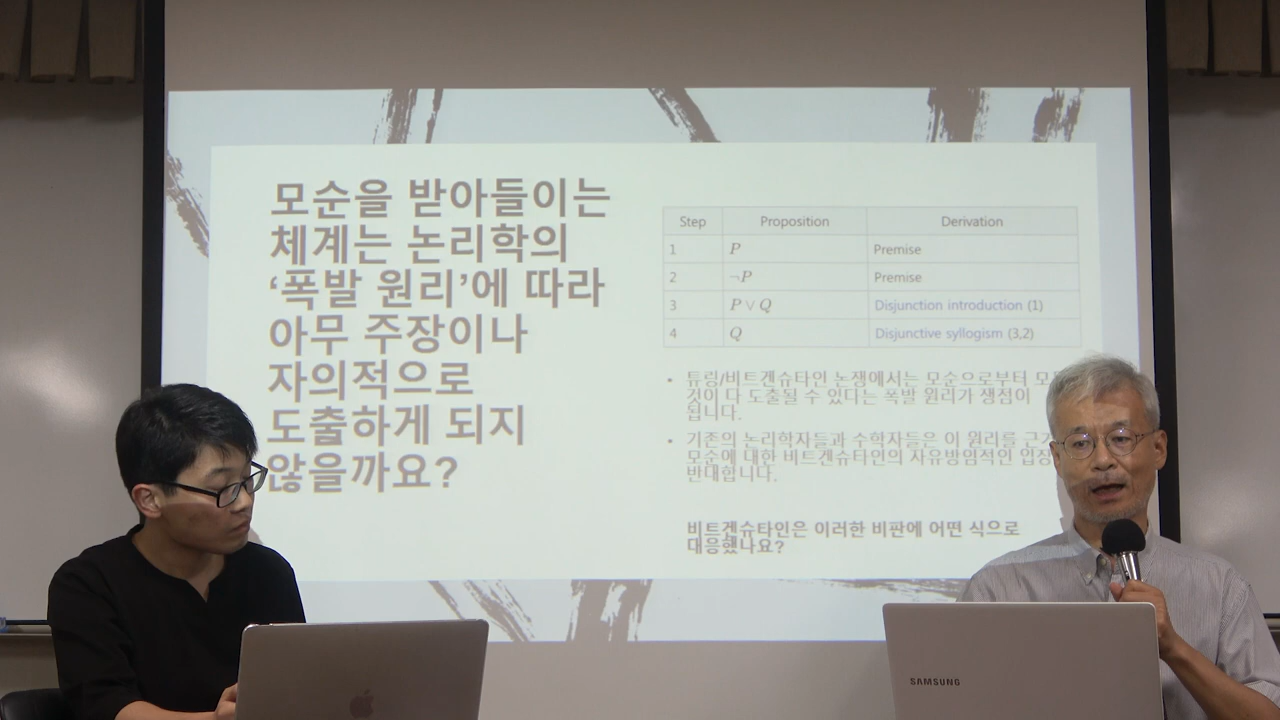 모순을 받아들이는
체계는 논리학의
‘폭발 원리’에 따라
아무 주장이나
자의적으로
도출하게 되지
않을까요?
Step Proposition Derivation
1 P Premise
2 ¬P Premise
3 P ∨ Q Disjunction introduction (1)
4 Q Disjunctive syllogism (3,2)
• 튜링/비트겐슈타인 논쟁에서는 모순으로부터
것이 다 도출될 수 있다는 폭발 원리가 쟁점이
됩니다.
• 기존의 논리학자들과 수학자들은 이 원리를
모순에 대한 비트겐슈타인의 자유방임적인
반대합니다.
비트겐슈타인은 이러한 비판에 어떤 식으로
대응했나요?
SAMSUNG